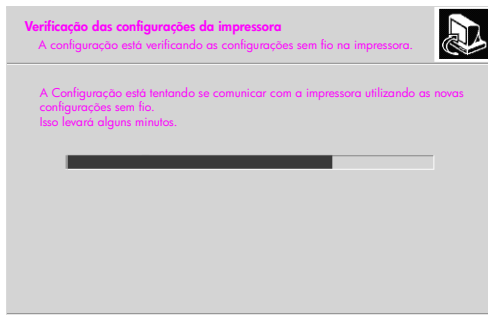 Verificação das configurações da impressora
A configuração está verificando as configurações sem fio na impressora.
A Configuração está tentando se comunicar com a impressora utilizando as novas
configurações sem fio.
Isso levará alguns minutos.